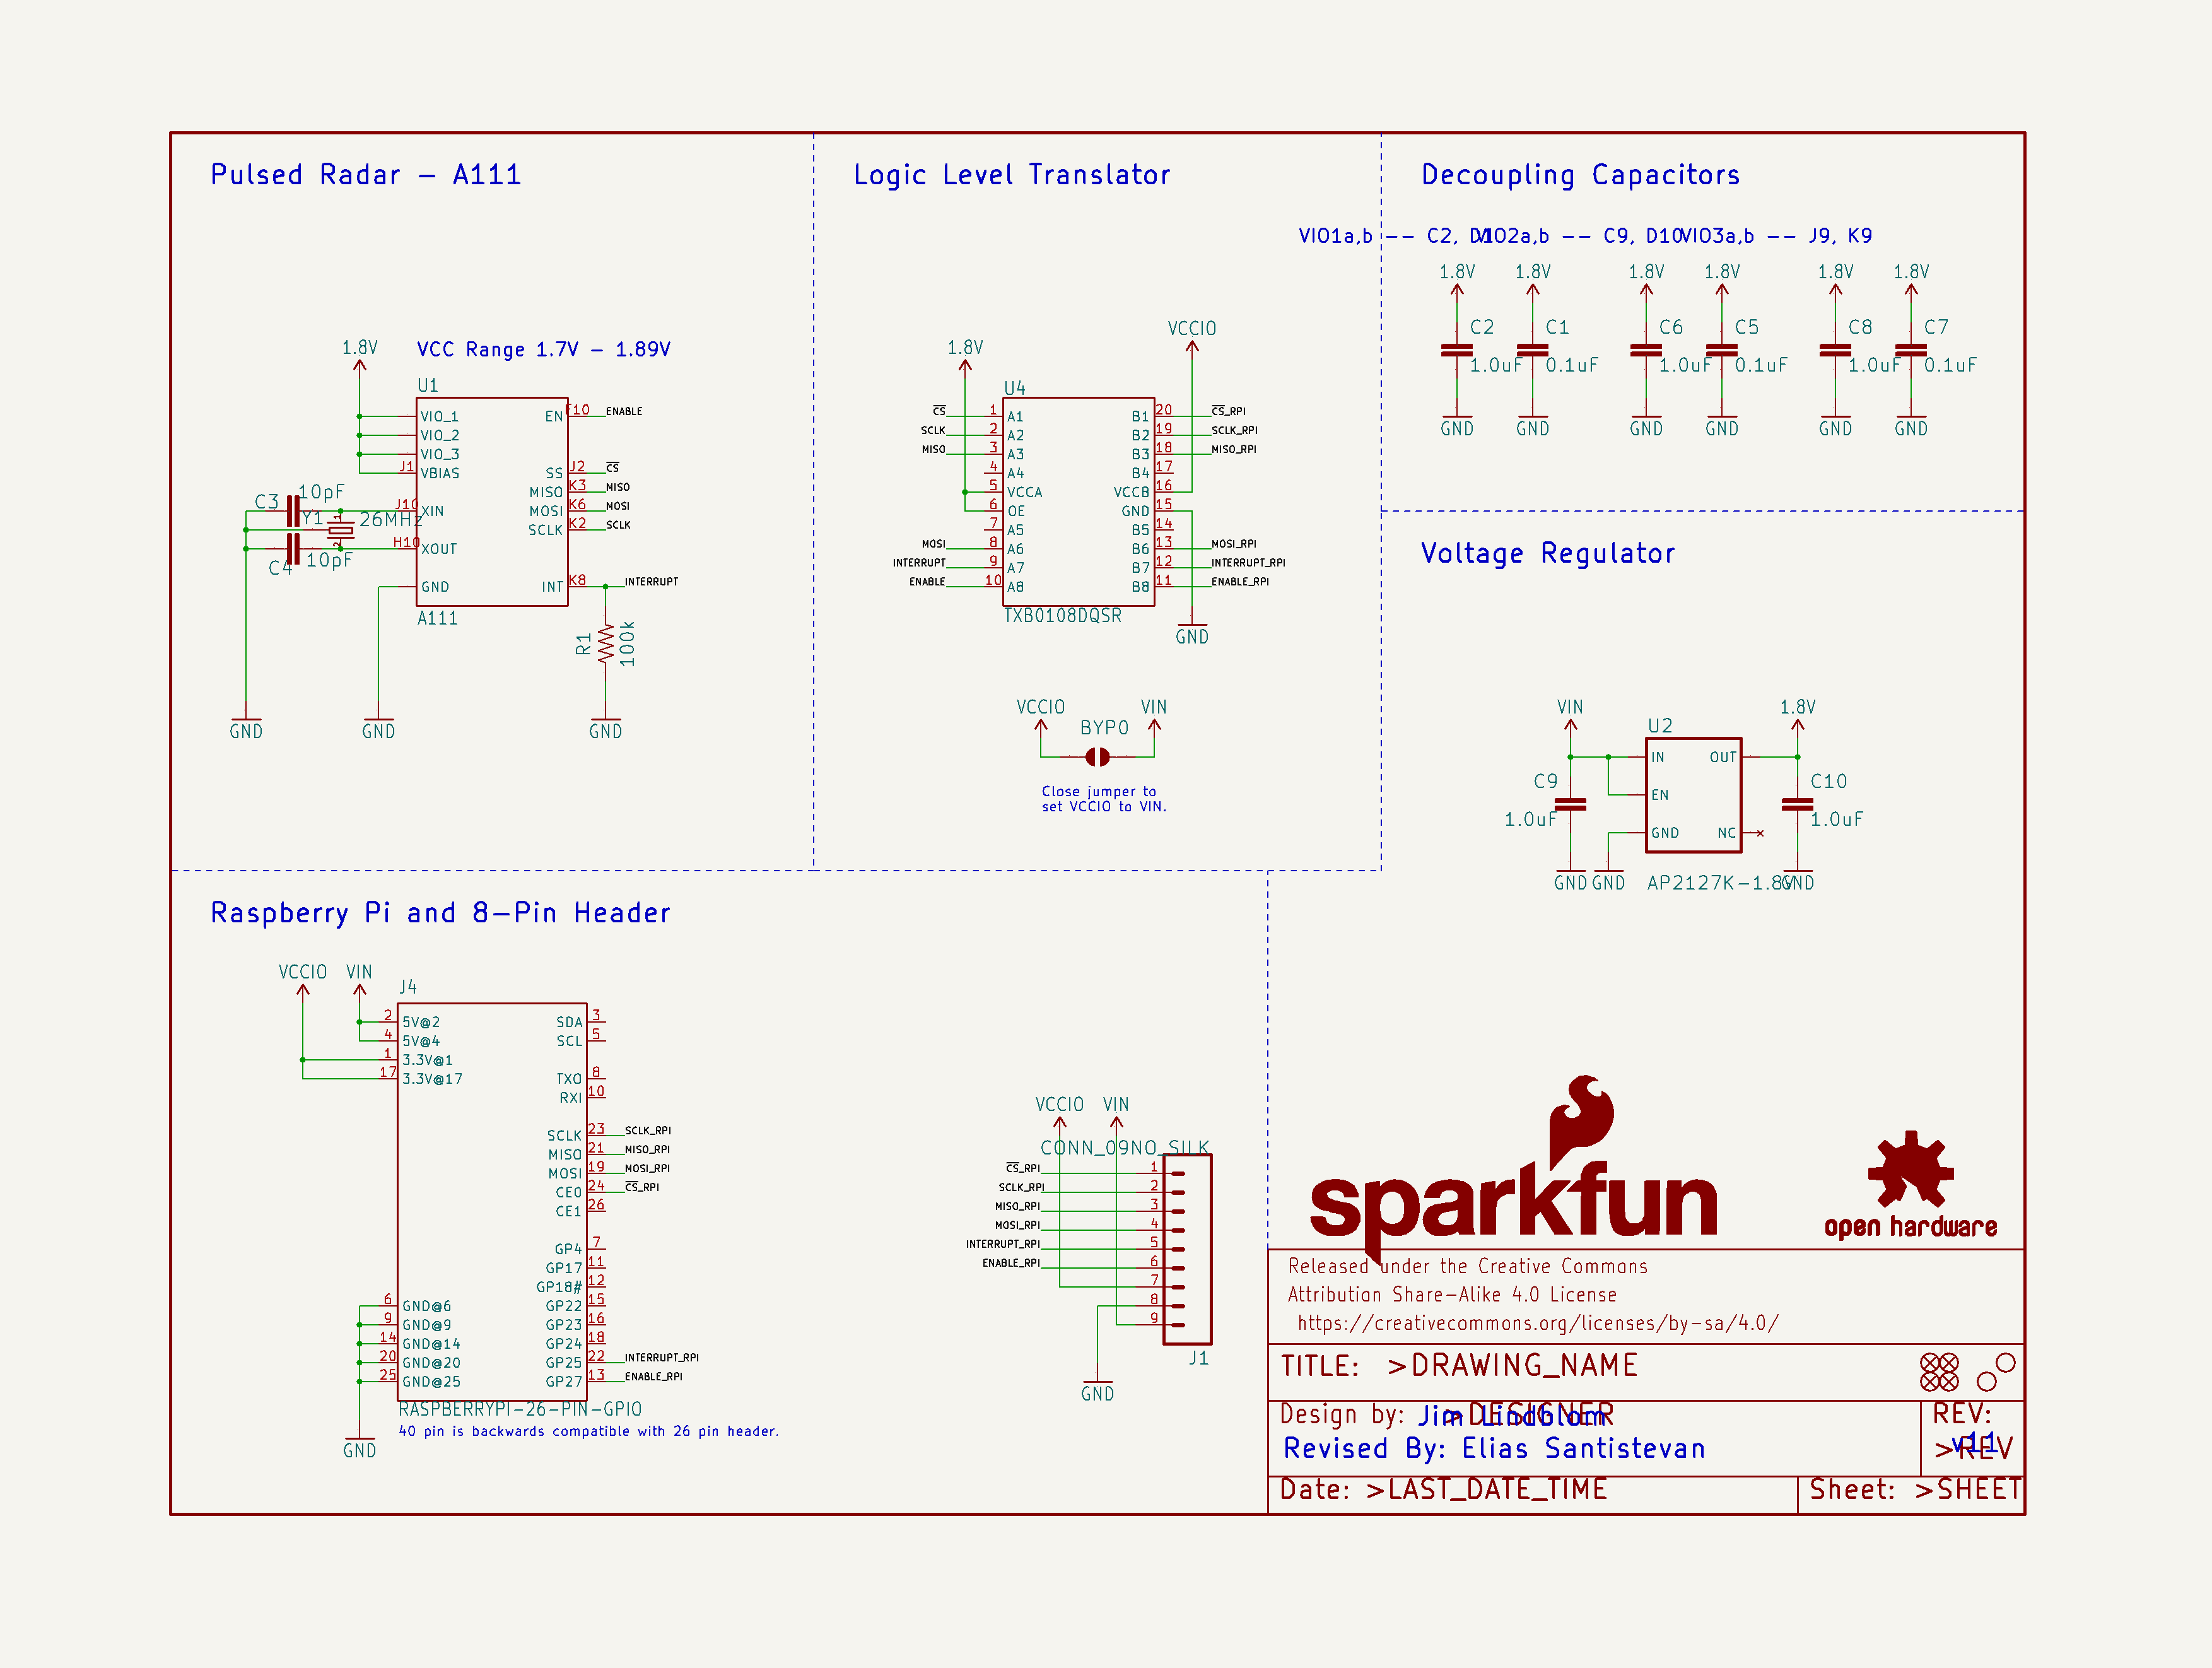 Pulsed Radar - A111
1.8V
VCC Range 1.7V - 1.89V
U1
VIO_1
VIO_2
VIO_3
J1 VBIAS
J10 XIN
H10 XOUT
GND
EN F10 ENABLE
SS J2 CS
MISO K3 MISO
MOSI K6 MOSI
SCLK K2 SCLK
INT K8 INTERRUPT
A111
C3 10pF
Y1 26MHz
1
2
C4 10pF
R1 100k
GND
GND
GND
Logic Level Translator
1.8V
VCCIO
U4
CS 1 A1 B1 20 CS_RPI
SCLK 2 A2 B2 19 SCLK_RPI
MISO 3 A3 B3 18 MISO_RPI
4 A4 B4 17
5 VCCA VCCB 16
6 OE GND 15
7 A5 B5 14
MOSI 8 A6 B6 13 MOSI_RPI
INTERRUPT 9 A7 B7 12 INTERRUPT_RPI
ENABLE 10 A8 B8 11 ENABLE_RPI
TXB0108DQSR
GND
VCCIO VIN
BYP0
Close jumper to
set VCCIO to VIN.
Decoupling Capacitors
VIO1a,b -- C2, D1
VIO2a,b -- C9, D10
VIO3a,b -- J9, K9
1.8V 1.8V 1.8V 1.8V 1.8V 1.8V
C2 C1 C6 C5 C8 C7
1.0uF 0.1uF 1.0uF 0.1uF 1.0uF 0.1uF
GND GND GND GND GND GND
Voltage Regulator
VIN 1.8V
U2
IN OUT
EN
GND NC
C9 C10
1.0uF 1.0uF
GND GND AP2127K-1.8V GND
Raspberry Pi and 8-Pin Header
VCCIO VIN
J4
2 5V@2
4 5V@4
1 3.3V@1
17 3.3V@17
6 GND@6
9 GND@9
14 GND@14
20 GND@20
25 GND@25
SDA 3
SCL 5
TXO 8
RXI 10
SCLK 23 SCLK_RPI
MISO 21 MISO_RPI
MOSI 19 MOSI_RPI
CE0 24 CS_RPI
CE1 26
GP4 7
GP17 11
GP18# 12
GP22 15
GP23 16
GP24 18
GP25 22 INTERRUPT_RPI
GP27 13 ENABLE_RPI
RASPBERRYPI-26-PIN-GPIO
40 pin is backwards compatible with 26 pin header.
GND
VCCIO VIN
CONN_09NO_SILK
CS_RPI 1
SCLK_RPI 2
MISO_RPI 3
MOSI_RPI 4
INTERRUPT_RPI 5
ENABLE_RPI 6
7
8
9
J1
GND
sparkfun
open hardware
Released under the Creative Commons
Attribution Share-Alike 4.0 License
https://creativecommons.org/licenses/by-sa/4.0/
TITLE: >DRAWING_NAME
Design by: Jim Lindblom
>DESIGNER
Revised By: Elias Santistevan
REV:
>REV
v11
Date: >LAST_DATE_TIME
Sheet: >SHEET